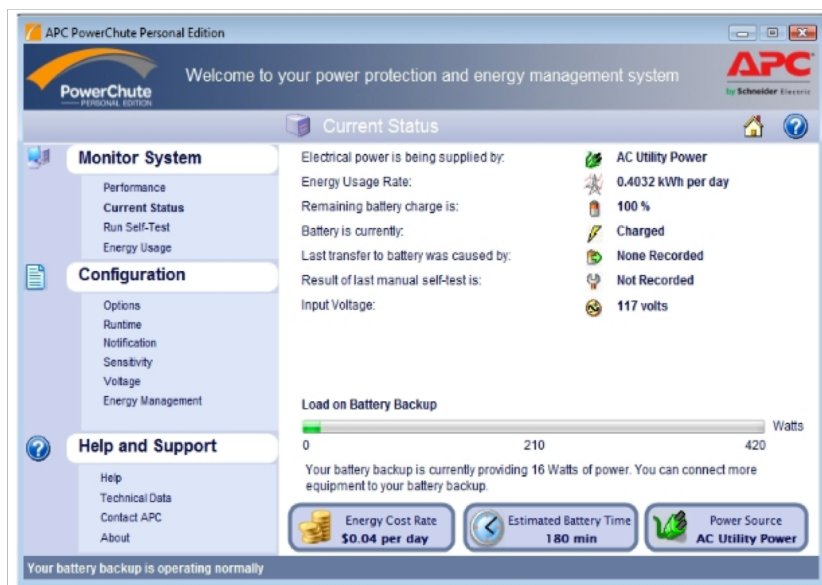 APC PowerChute Personal Edition
PowerChute
PERSONAL EDITION
Welcome to your power protection and energy management system
APC
by Schneider Electric
Current Status
Monitor System
Performance
Current Status
Run Self-Test
Energy Usage
Configuration
Options
Runtime
Notification
Sensitivity
Voltage
Energy Management
Help and Support
Help
Technical Data
Contact APC
About
Electrical power is being supplied by: AC Utility Power
Energy Usage Rate: 0.4032 kWh per day
Remaining battery charge is: 100 %
Battery is currently: Charged
Last transfer to battery was caused by: None Recorded
Result of last manual self-test is: Not Recorded
Input Voltage: 117 volts
Load on Battery Backup
Watts
0 210 420
Your battery backup is currently providing 16 Watts of power. You can connect more
equipment to your battery backup.
Energy Cost Rate
$0.04 per day
Estimated Battery Time
180 min
Power Source
AC Utility Power
Your battery backup is operating normally